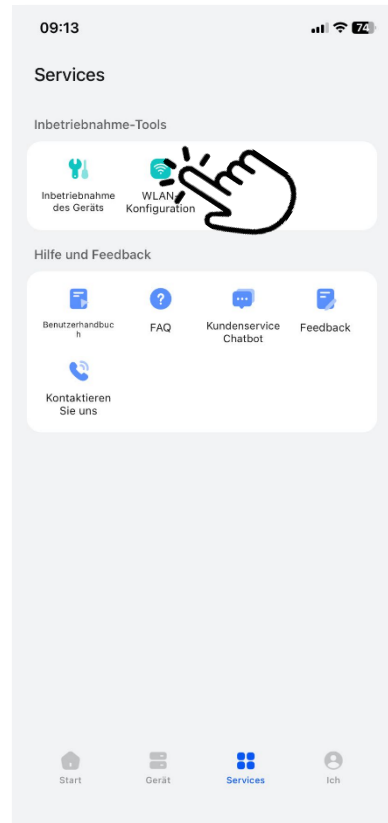 09:13
74
Services
Inbetriebnahme-Tools
Inbetriebnahme
des Geräts
WLAN-
Konfiguration
Hilfe und Feedback
Benutzerhandbuc
h
FAQ
Kundenservice
Chatbot
Feedback
Kontaktieren
Sie uns
Start
Gerät
Services
Ich